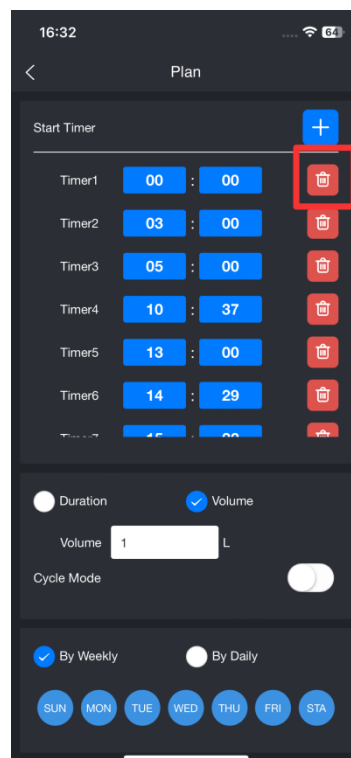 16:32 64
Plan
Start Timer
Timer1 00 : 00
Timer2 03 : 00
Timer3 05 : 00
Timer4 10 : 37
Timer5 13 : 00
Timer6 14 : 29
Duration Volume
Volume 1 L
Cycle Mode
By Weekly By Daily
SUN MON TUE WED THU FRI STA